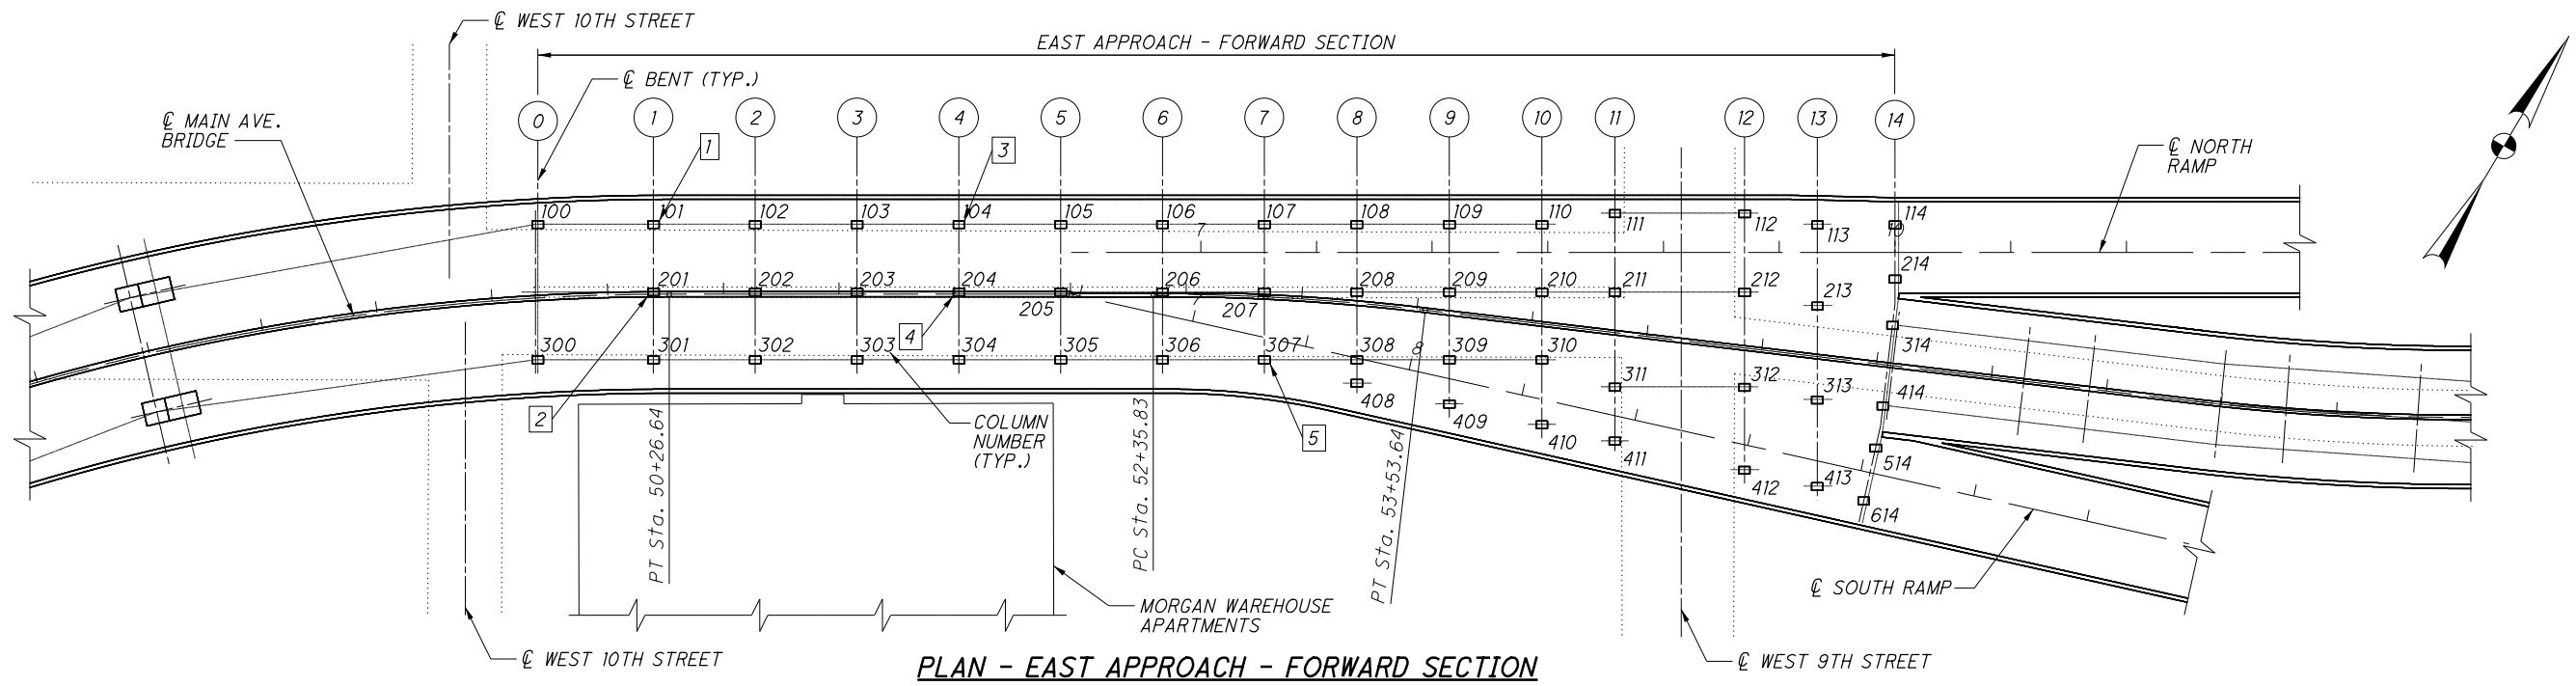 ℄ WEST 10TH STREET
EAST APPROACH - FORWARD SECTION
℄ BENT (TYP.)
℄ MAIN AVE.
BRIDGE
0 1 2 3 4 5 6 7 8 9 10 11 12 13 14
1
3
℄ NORTH
RAMP
100 101 102 103 104 105 106 107 108 109 110 111 112 113 114
7
201 202 203 204 205 206 207 208 209 210 211 212 213 214
7
2
4
300 301 302 303 304 305 306 307 308 309 310 311 312 313 314
8
408 409 410 411 412 413 414
514
614
5
COLUMN
NUMBER
(TYP.)
PT Sta. 50+26.64
PC Sta. 52+35.83
PT Sta. 53+53.64
℄ SOUTH RAMP
MORGAN WAREHOUSE
APARTMENTS
℄ WEST 10TH STREET
℄ WEST 9TH STREET
PLAN - EAST APPROACH - FORWARD SECTION